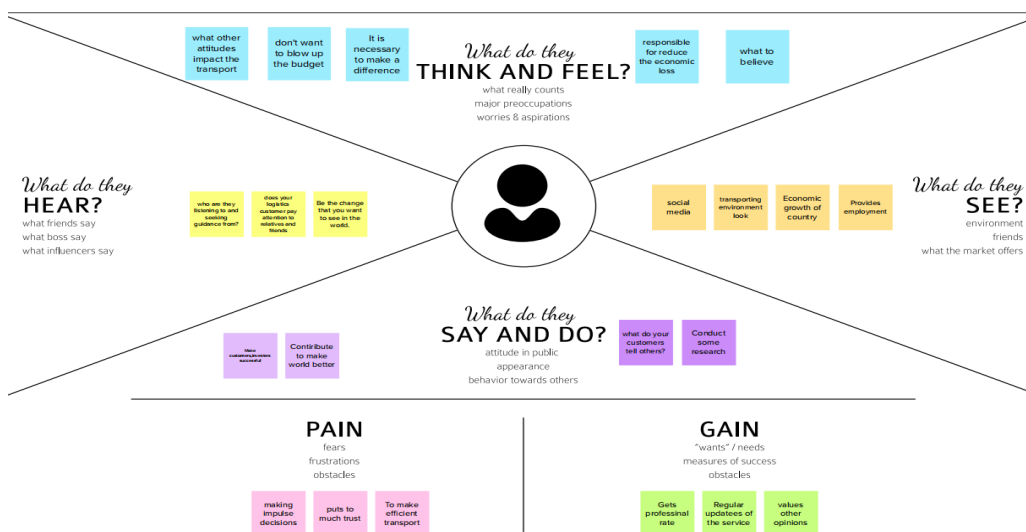 what other
attitudes
impact the
transport
don't want
to blow up
the budget
It is
necessary
to make a
difference
What do they
THINK AND FEEL?
what really counts
major preoccupations
worries & aspirations
responsible
for reduce
the economic
loss
what to
believe
What do they
HEAR?
what friends say
what boss say
what influencers say
who are they
listening to and
seeking
guidance from?
does your
logistics
customer pay
attention to
relatives and
friends
Be the change
that you want
to see in the
world.
social
media
transporting
environment
look
Economic
growth of
country
Provides
employment
What do they
SEE?
environment
friends
what the market offers
Make
customers,investers
successful
Contiribute
to make
world better
What do they
SAY AND DO?
attitude in public
appearance
behavior towards others
what do your
customers
tell others?
Conduct
some
research
PAIN
fears
frustrations
obstacles
making
impulse
decisions
puts to
much trust
To make
efficient
transport
GAIN
"wants" / needs
measures of success
obstacles
Gets
professinal
rate
Regular
updatees of
the service
values
other
opinions